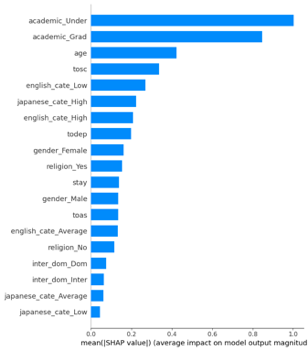 academic_Under
academic_Grad
age
tosc
english_cate_Low
japanese_cate_High
english_cate_High
todep
gender_Female
religion_Yes
stay
gender_Male
toas
english_cate_Average
religion_No
inter_dom_Dom
inter_dom_Inter
japanese_cate_Average
japanese_cate_Low
0.0 0.2 0.4 0.6 0.8 1.0
mean(|SHAP value|) (average impact on model output magnitud